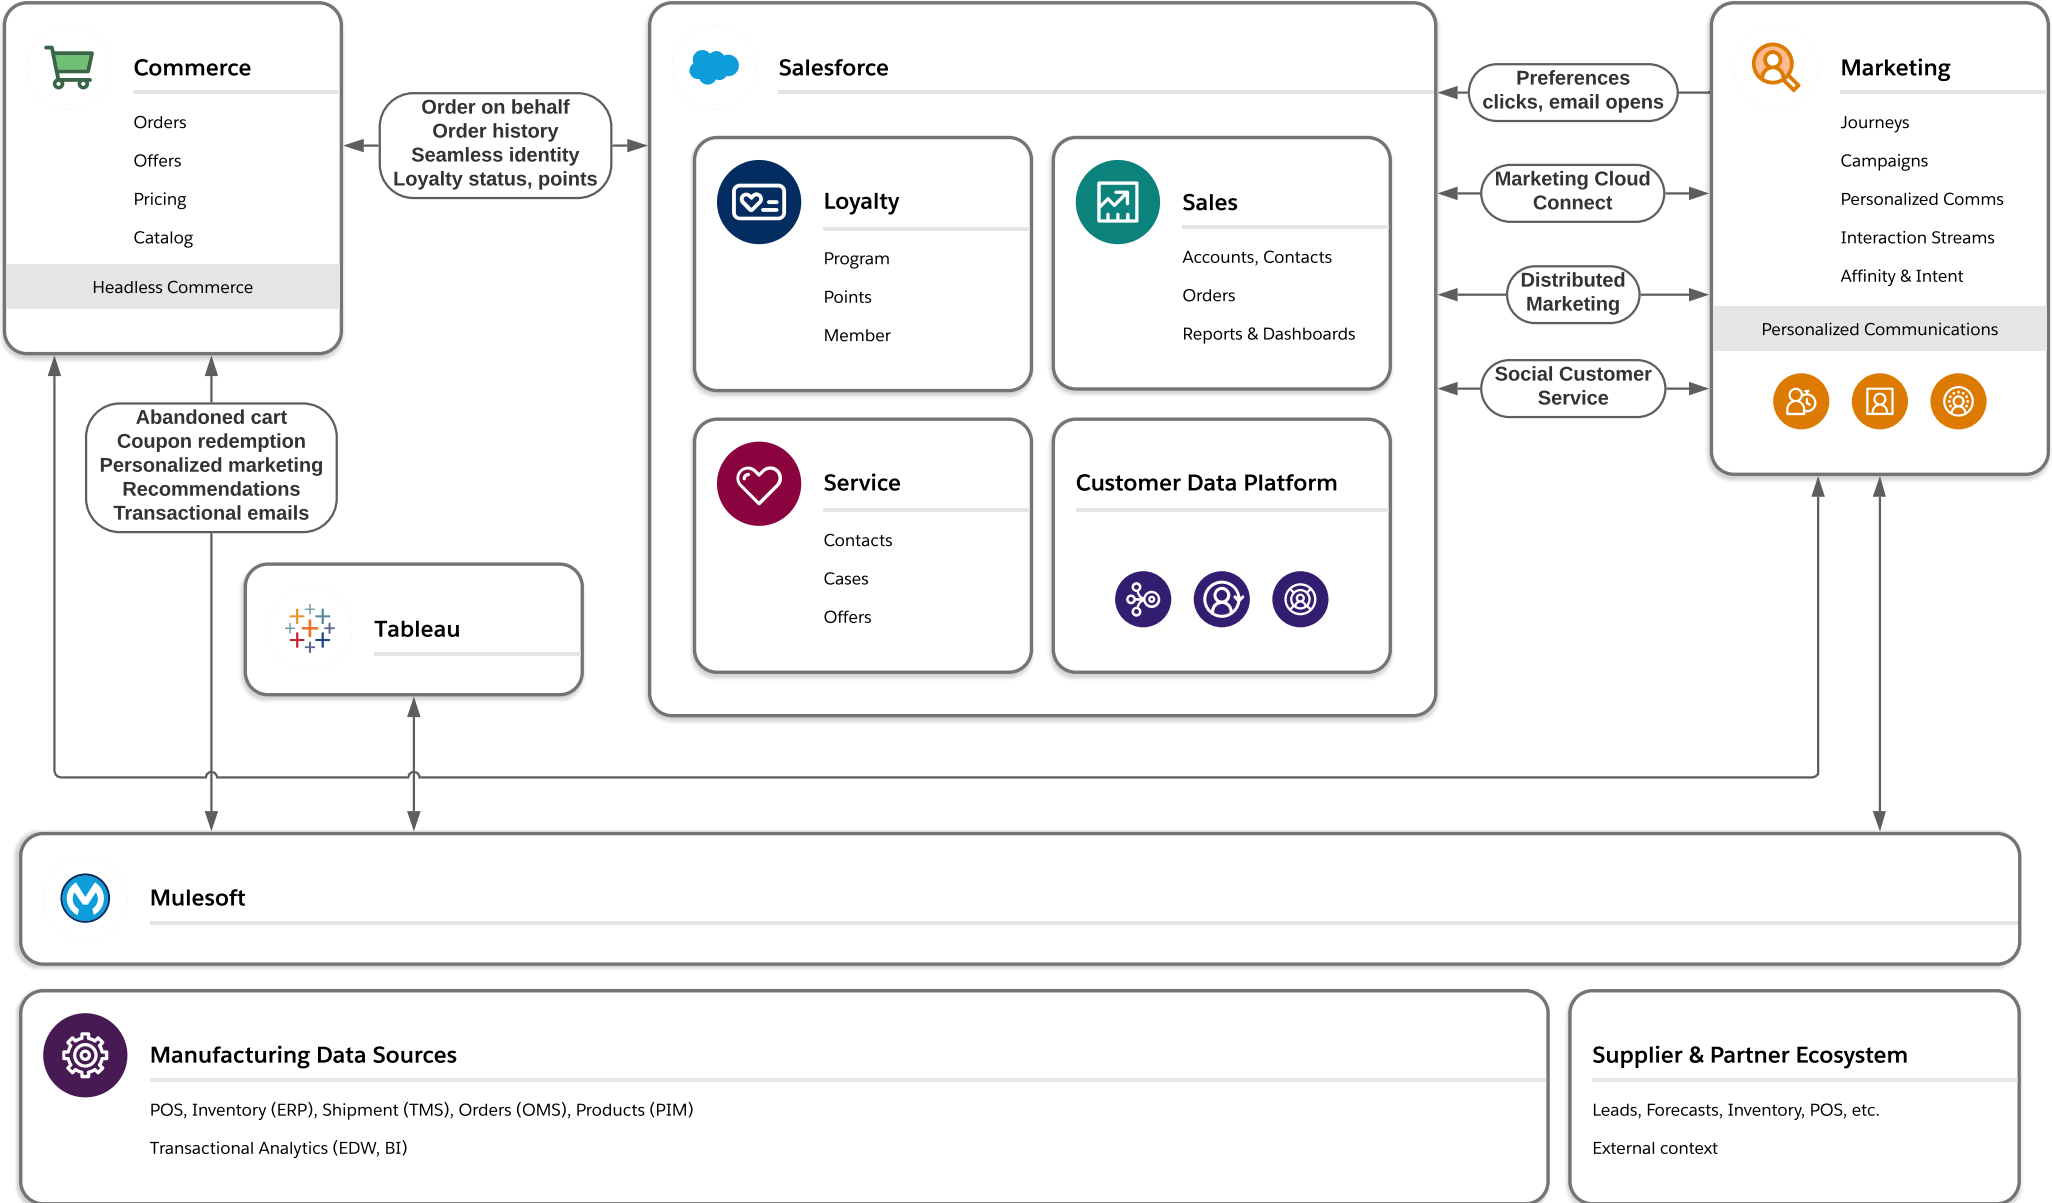 Commerce
Orders
Offers
Pricing
Catalog
Headless Commerce
Order on behalf
Order history
Seamless identity
Loyalty status, points
Abandoned cart
Coupon redemption
Personalized marketing
Recommendations
Transactional emails
Tableau
Salesforce
Loyalty
Program
Points
Member
Sales
Accounts, Contacts
Orders
Reports & Dashboards
Service
Contacts
Cases
Offers
Customer Data Platform
Preferences
clicks, email opens
Marketing Cloud
Connect
Distributed
Marketing
Social Customer
Service
Marketing
Journeys
Campaigns
Personalized Comms
Interaction Streams
Affinity & Intent
Personalized Communications
Mulesoft
Manufacturing Data Sources
POS, Inventory (ERP), Shipment (TMS), Orders (OMS), Products (PIM)
Transactional Analytics (EDW, BI)
Supplier & Partner Ecosystem
Leads, Forecasts, Inventory, POS, etc.
External context